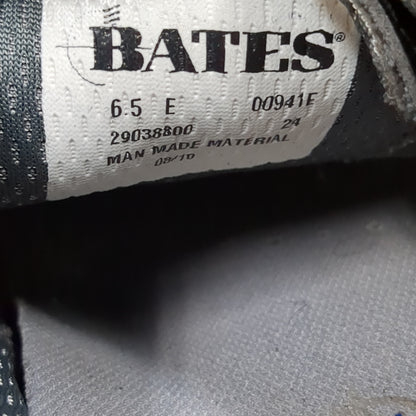 BATES®
6.5 E 00941F
29038800 24
MAN MADE MATERIAL
08/10